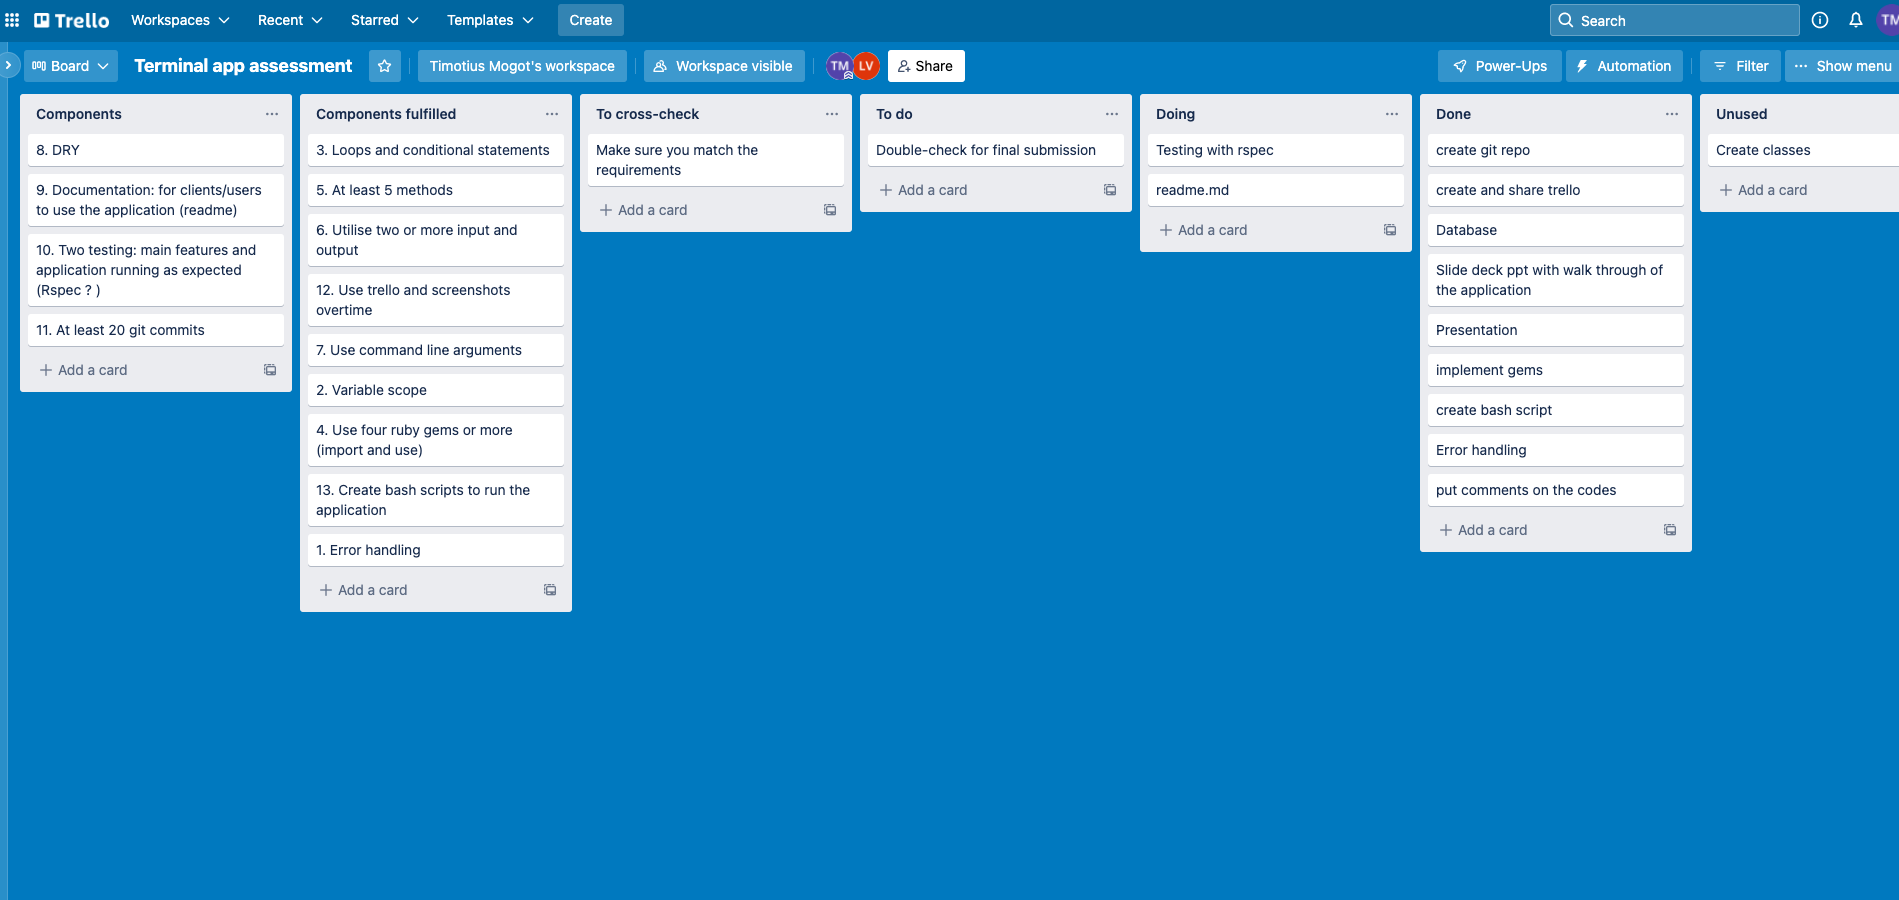 Trello
Workspaces
Recent
Starred
Templates
Create
Search
TM
Board
Terminal app assessment
Timotius Mogot's workspace
Workspace visible
TM
LV
Share
Power-Ups
Automation
Filter
Show menu
Components
8. DRY
9. Documentation: for clients/users
to use the application (readme)
10. Two testing: main features and
application running as expected
(Rspec ? )
11. At least 20 git commits
Add a card
Components fulfilled
3. Loops and conditional statements
5. At least 5 methods
6. Utilise two or more input and
output
12. Use trello and screenshots
overtime
7. Use command line arguments
2. Variable scope
4. Use four ruby gems or more
(import and use)
13. Create bash scripts to run the
application
1. Error handling
Add a card
To cross-check
Make sure you match the
requirements
Add a card
To do
Double-check for final submission
Add a card
Doing
Testing with rspec
readme.md
Add a card
Done
create git repo
create and share trello
Database
Slide deck ppt with walk through of
the application
Presentation
implement gems
create bash script
Error handling
put comments on the codes
Add a card
Unused
Create classes
Add a card